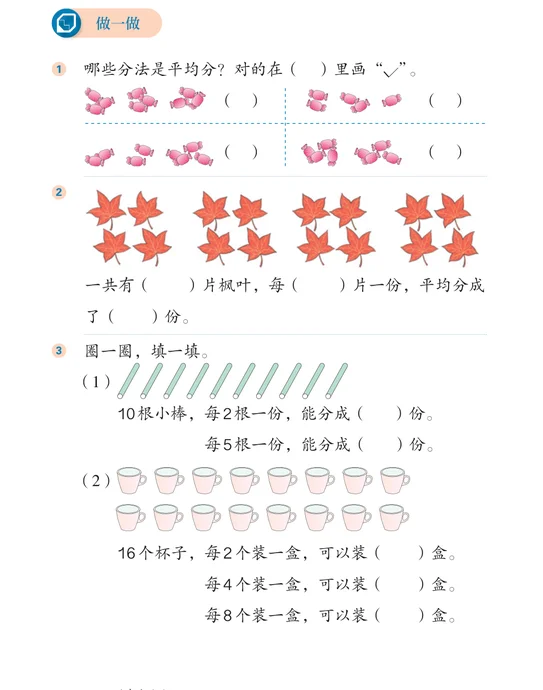 做一做
1 哪些分法是平均分？对的在（ ）里画“✓”。
（ ） （ ）
（ ） （ ）
2
一共有（ ）片枫叶，每（ ）片一份，平均分成
了（ ）份。
3 圈一圈，填一填。
（1）
10根小棒，每2根一份，能分成（ ）份。
每5根一份，能分成（ ）份。
（2）
16个杯子，每2个装一盒，可以装（ ）盒。
每4个装一盒，可以装（ ）盒。
每8个装一盒，可以装（ ）盒。